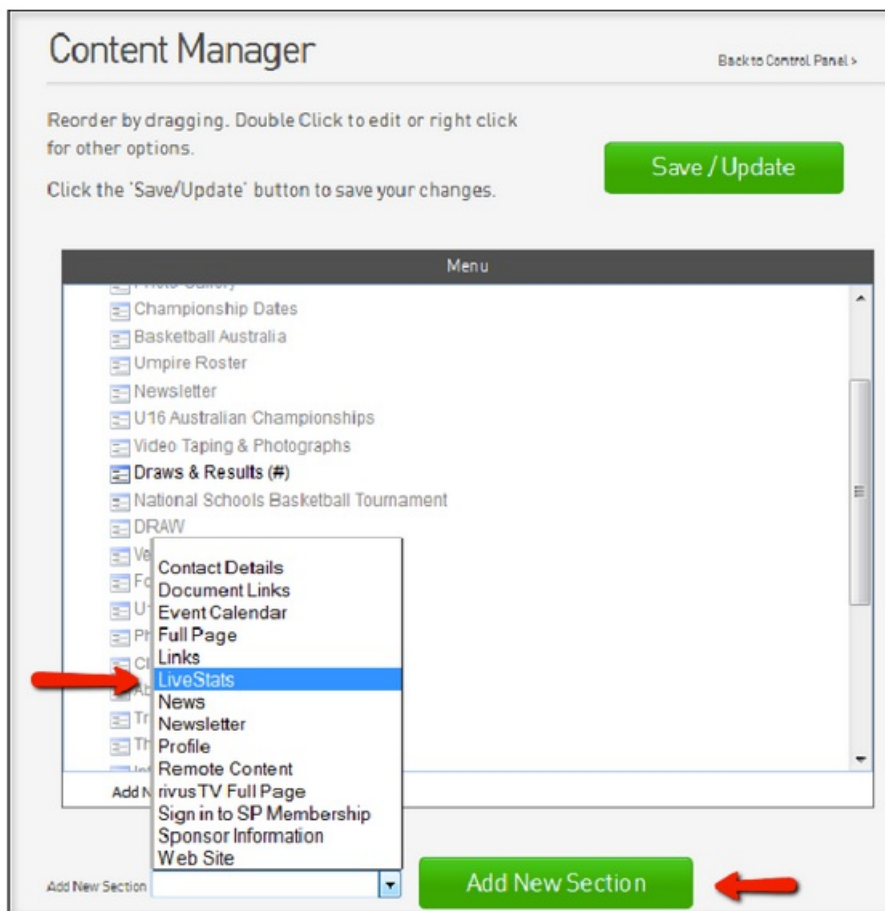 Content Manager
Back to Control Panel >
Reorder by dragging. Double Click to edit or right click
for other options.
Save / Update
Click the 'Save/Update' button to save your changes.
Menu
Photo Gallery
Championship Dates
Basketball Australia
Umpire Roster
Newsletter
U16 Australian Championships
Video Taping & Photographs
Draws & Results (#)
National Schools Basketball Tournament
DRAW
Contact Details
Document Links
Event Calendar
Full Page
Links
LiveStats
News
Newsletter
Profile
Remote Content
rivusTV Full Page
Sign in to SP Membership
Sponsor Information
Web Site
Add New Section
Add New Section